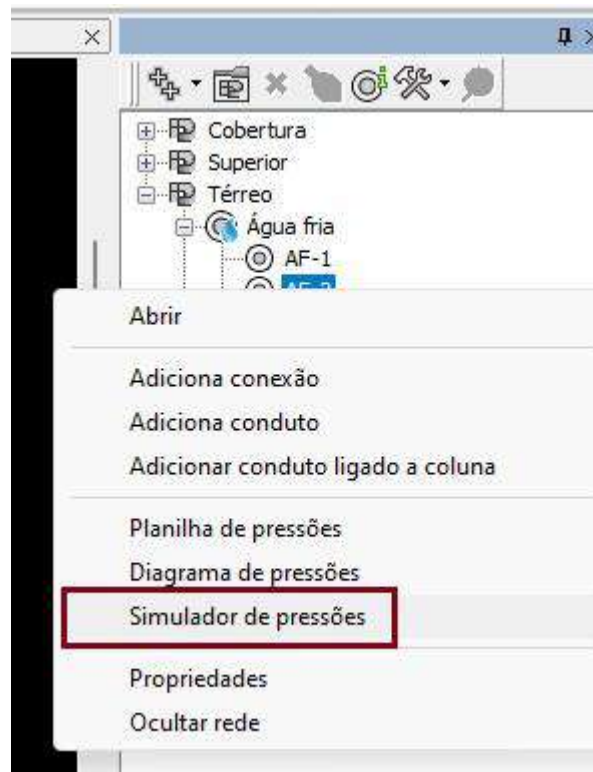 Cobertura
Superior
Térreo
Água fria
AF-1
Abrir
Adiciona conexão
Adiciona conduto
Adicionar conduto ligado a coluna
Planilha de pressões
Diagrama de pressões
Simulador de pressões
Propriedades
Ocultar rede